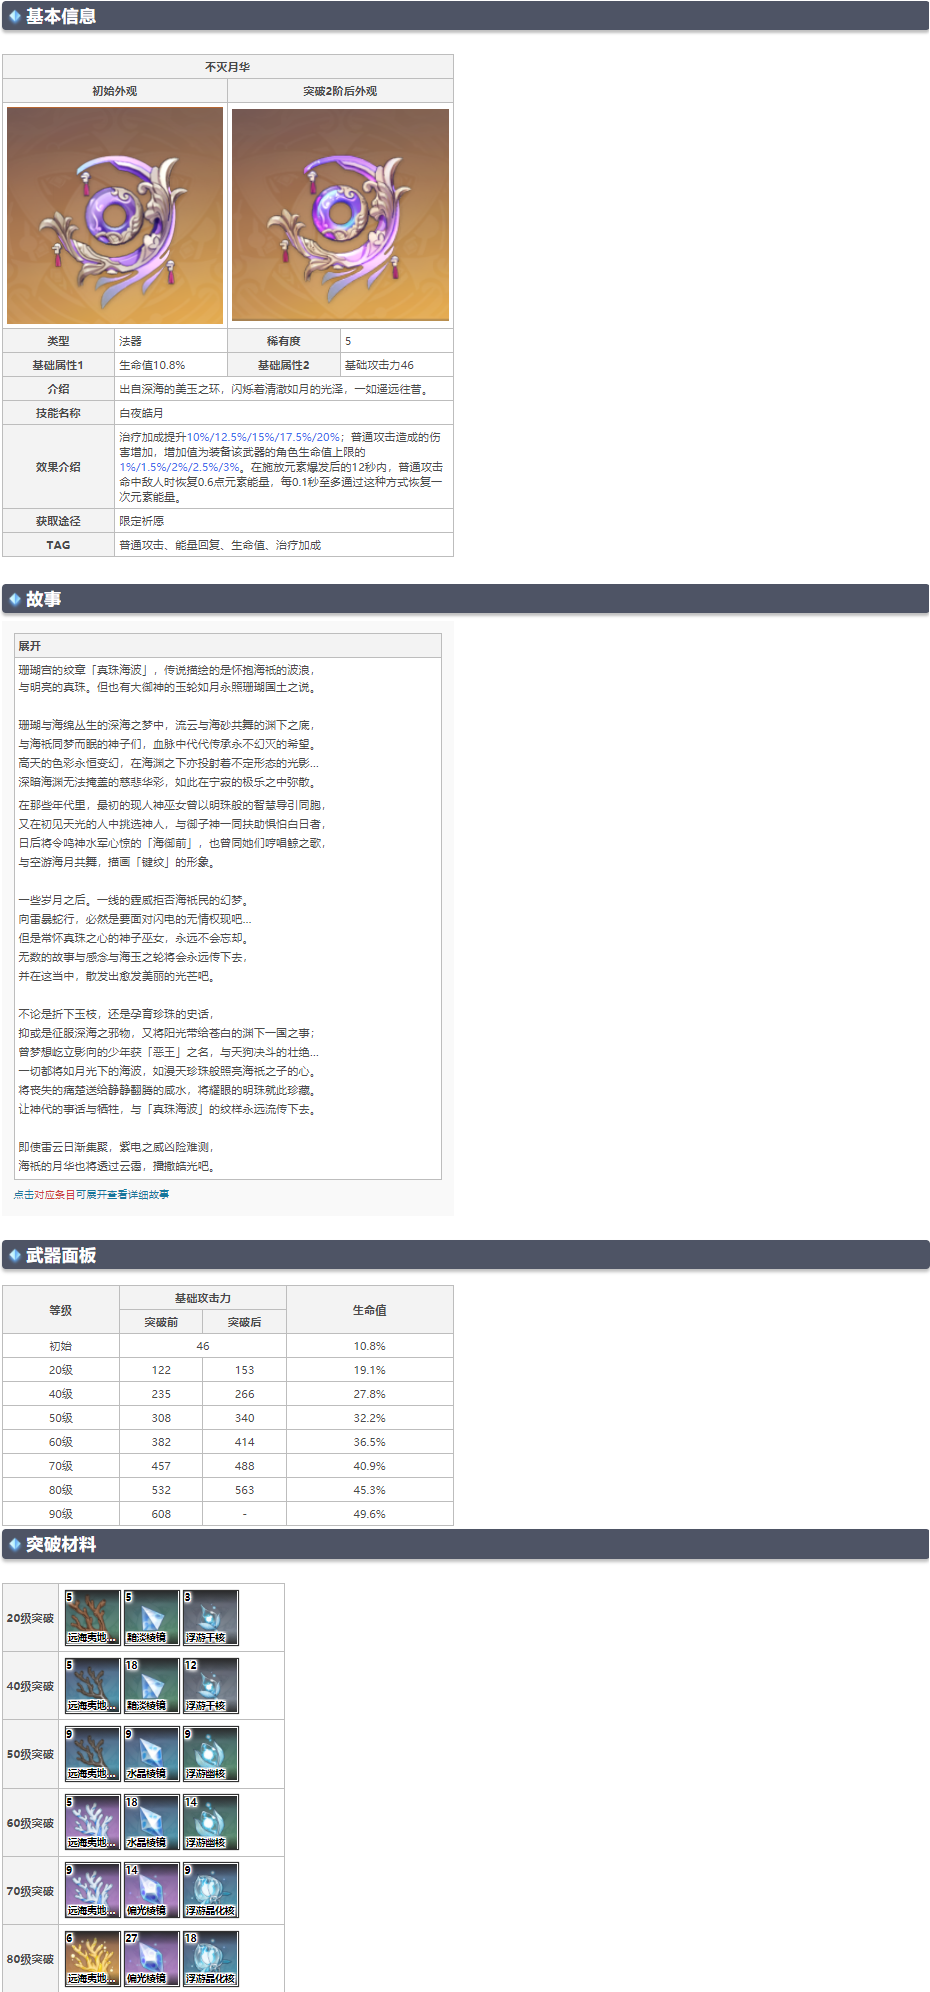 基本信息
不灭月华
初始外观 突破2阶后外观
类型 法器 稀有度 5
基础属性1 生命值10.8% 基础属性2 基础攻击力46
介绍 出自深海的美玉之环，闪烁着清澈如月的光泽，一如遥远往昔。
技能名称 白夜皓月
效果介绍 治疗加成提升10%/12.5%/15%/17.5%/20%；普通攻击造成的伤
害增加，增加值为装备该武器的角色生命值上限的
1%/1.5%/2%/2.5%/3%。在施放元素爆发后的12秒内，普通攻击
命中敌人时恢复0.6点元素能量，每0.1秒至多通过这种方式恢复一
次元素能量。
获取途径 限定祈愿
TAG 普通攻击、能量回复、生命值、治疗加成
故事
展开
珊瑚宫的纹章「真珠海波」，传说描绘的是怀抱海祇的波浪，
与明亮的真珠。但也有大御神的玉轮如月永照珊瑚国土之说。
珊瑚与海绵丛生的深海之梦中，流云与海砂共舞的渊下之底，
与海祇同梦而眠的神子们，血脉中代代传承永不幻灭的希望。
高天的色彩永恒变幻，在海渊之下亦投射着不定形态的光影…
深暗海渊无法掩盖的慈悲华彩，如此在宁寂的极乐之中弥散。
在那些年代里，最初的现人神巫女曾以明珠般的智慧导引同胞，
又在初见天光的人中挑选神人，与御子神一同扶助惧怕白日者，
日后将令鸣神水军心惊的「海御前」，也曾同她们哼唱鲸之歌，
与空游海月共舞，描画「键纹」的形象。
一些岁月之后。一线的霆威拒否海祇民的幻梦。
向雷暴蛇行，必然是要面对闪电的无情权现吧…
但是常怀真珠之心的神子巫女，永远不会忘却。
无数的故事与感念与海玉之轮将会永远传下去，
并在这当中，散发出愈发美丽的光芒吧。
不论是折下玉枝，还是孕育珍珠的史话，
抑或是征服深海之邪物，又将阳光带给苍白的渊下一国之事；
曾梦想屹立影向的少年获「恶王」之名，与天狗决斗的壮绝…
一切都将如月光下的海波，如漫天珍珠般照亮海祇之子的心。
将丧失的痛楚送给静静翻腾的咸水，将耀眼的明珠就此珍藏。
让神代的事话与牺牲，与「真珠海波」的纹样永远流传下去。
即使雷云日渐集聚，紫电之威凶险难测，
海祇的月华也将透过云霭，播撒皓光吧。
点击对应条目可展开查看详细故事
武器面板
等级 基础攻击力 生命值
突破前 突破后
初始 46 10.8%
20级 122 153 19.1%
40级 235 266 27.8%
50级 308 340 32.2%
60级 382 414 36.5%
70级 457 488 40.9%
80级 532 563 45.3%
90级 608 - 49.6%
突破材料
20级突破 5 远海夷地... 5 黯淡棱镜 3 浮游干核
40级突破 5 远海夷地... 18 黯淡棱镜 12 浮游干核
50级突破 9 远海夷地... 9 水晶棱镜 9 浮游幽核
60级突破 5 远海夷地... 18 水晶棱镜 14 浮游幽核
70级突破 9 远海夷地... 14 偏光棱镜 9 浮游晶化核
80级突破 6 远海夷地... 27 偏光棱镜 18 浮游晶化核